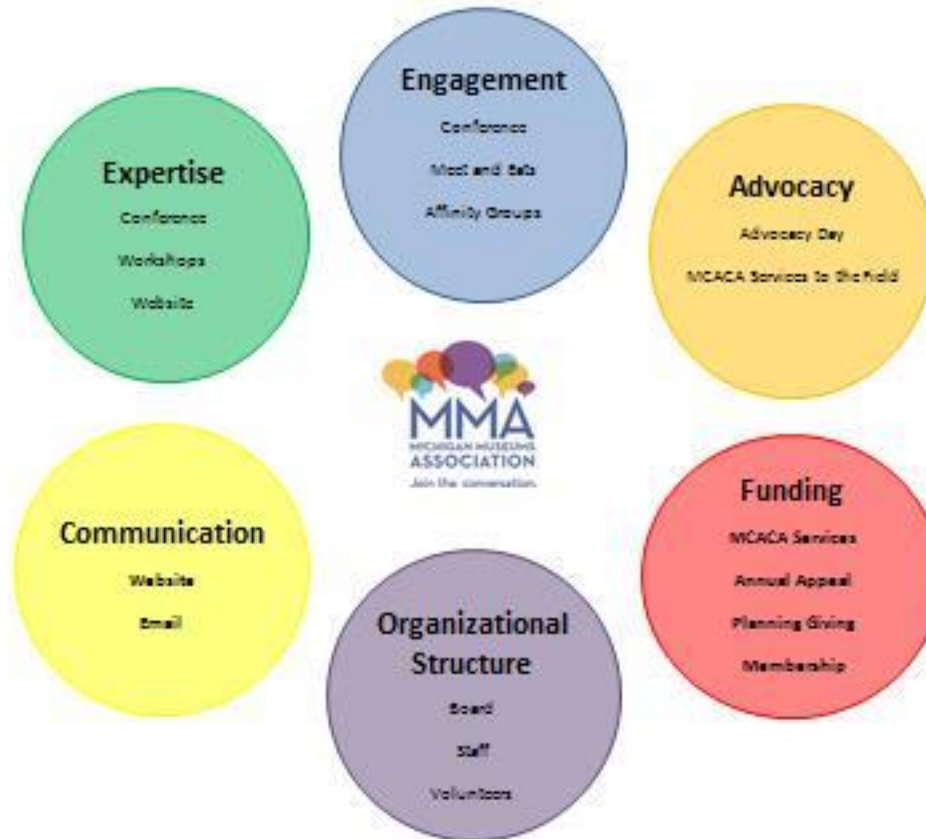 Engagement
Conference
Meet and Eats
Affinity Groups
Expertise
Conference
Workshops
Website
Advocacy
Advocacy Day
MCACA Services to the Field
MMA
MICHIGAN MUSEUMS
ASSOCIATION
Join the conversation.
Communication
Website
Email
Funding
MCACA Services
Annual Appeal
Planning Giving
Membership
Organizational
Structure
Board
Staff
Volunteers